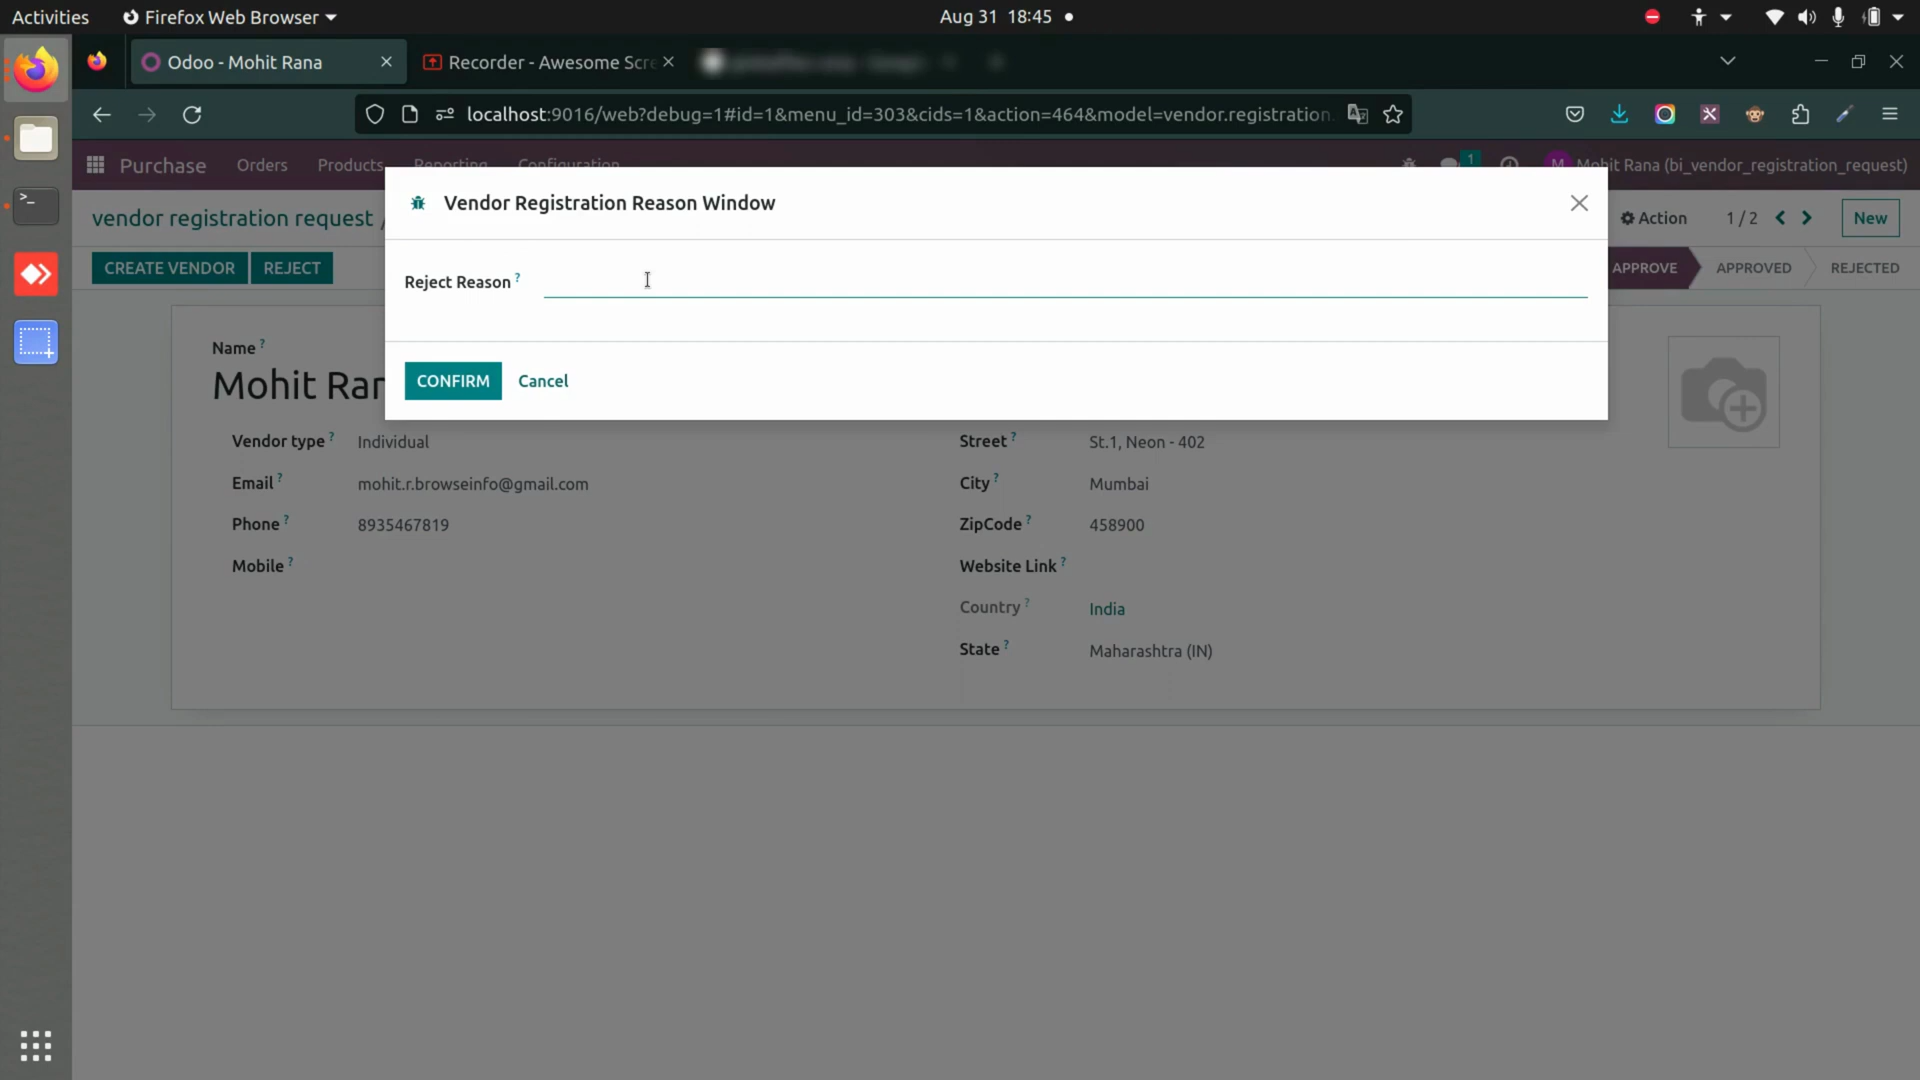 Activities Firefox Web Browser Aug 31 18:45
Odoo - Mohit Rana Recorder - Awesome Scre
localhost:9016/web?debug=1#id=1&menu_id=303&cids=1&action=464&model=vendor.registration.
Purchase Orders Products Reporting Configuration 1 M Mohit Rana (bi_vendor_registration_request)
Vendor Registration Reason Window
vendor registration request / Action 1 / 2 New
CREATE VENDOR REJECT APPROVE APPROVED REJECTED
Reject Reason ?
CONFIRM Cancel
Name ?
Mohit Ran
Vendor type ? Individual Street ? St.1, Neon - 402
Email ? mohit.r.browseinfo@gmail.com City ? Mumbai
Phone ? 8935467819 ZipCode ? 458900
Mobile ? Website Link ?
Country ? India
State ? Maharashtra (IN)